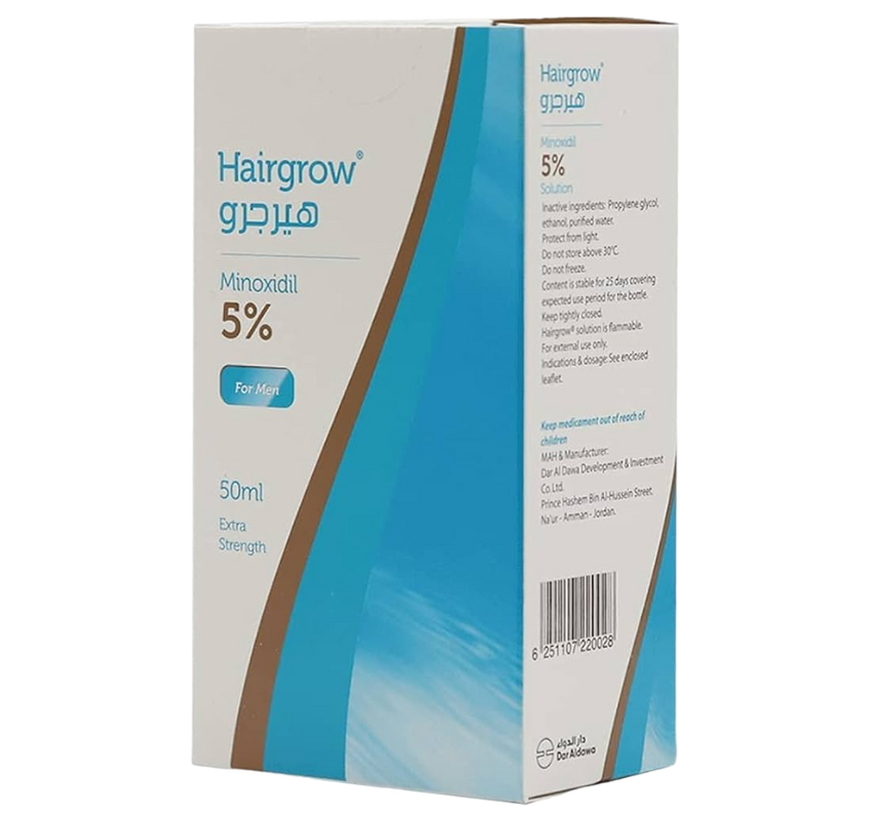 Hairgrow®
هيرجرو
Minoxidil
5%
For Men
50ml
Extra
Strength
Hairgrow®
هيرجرو
Minoxidil
5%
Solution
Inactive ingredients: Propylene glycol,
ethanol, purified water.
Protect from light.
Do not store above 30°C.
Do not freeze.
Content is stable for 25 days covering
expected use period for the bottle.
Keep tightly closed.
Hairgrow® solution is flammable.
For external use only.
Indications & dosage: See enclosed
leaflet.
Keep medicament out of reach of
children
MAH & Manufacturer:
Dar Al Dawa Development & Investment
Co. Ltd.
Prince Hashem Bin Al-Hussein Street.
Na'ur - Amman - Jordan.
6 251107 220028
دار الدواء
Dar Aldawa